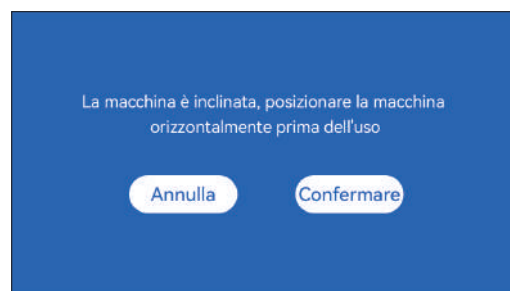 La macchina è inclinata, posizionare la macchina
orizzontalmente prima dell'uso
Annulla
Confermare